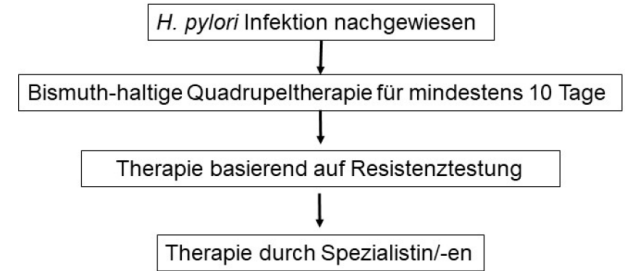 H. pylori Infektion nachgewiesen
Bismuth-haltige Quadrupeltherapie für mindestens 10 Tage
Therapie basierend auf Resistenztestung
Therapie durch Spezialistin/-en